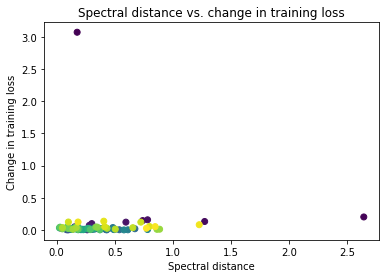 Spectral distance vs. change in training loss
Change in training loss
3.0
2.5
2.0
1.5
1.0
0.5
0.0
0.0 0.5 1.0 1.5 2.0 2.5
Spectral distance